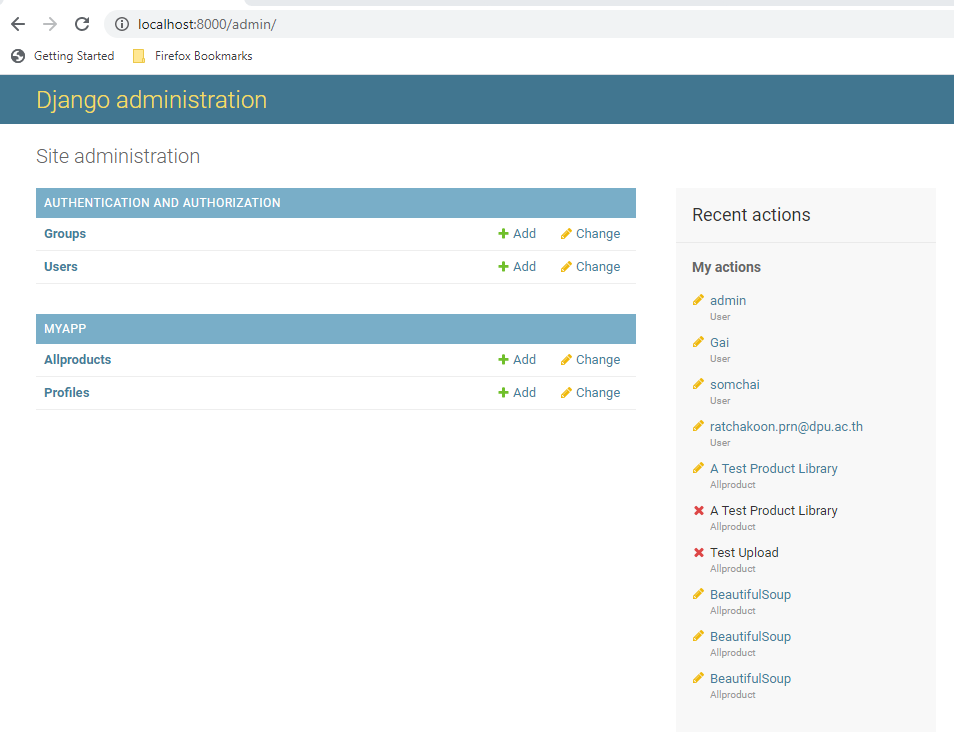 localhost:8000/admin/
Getting Started Firefox Bookmarks
Django administration
Site administration
AUTHENTICATION AND AUTHORIZATION
Groups Add Change
Users Add Change
MYAPP
Allproducts Add Change
Profiles Add Change
Recent actions
My actions
admin
User
Gai
User
somchai
User
ratchakoon.prn@dpu.ac.th
User
A Test Product Library
Allproduct
A Test Product Library
Allproduct
Test Upload
Allproduct
BeautifulSoup
Allproduct
BeautifulSoup
Allproduct
BeautifulSoup
Allproduct